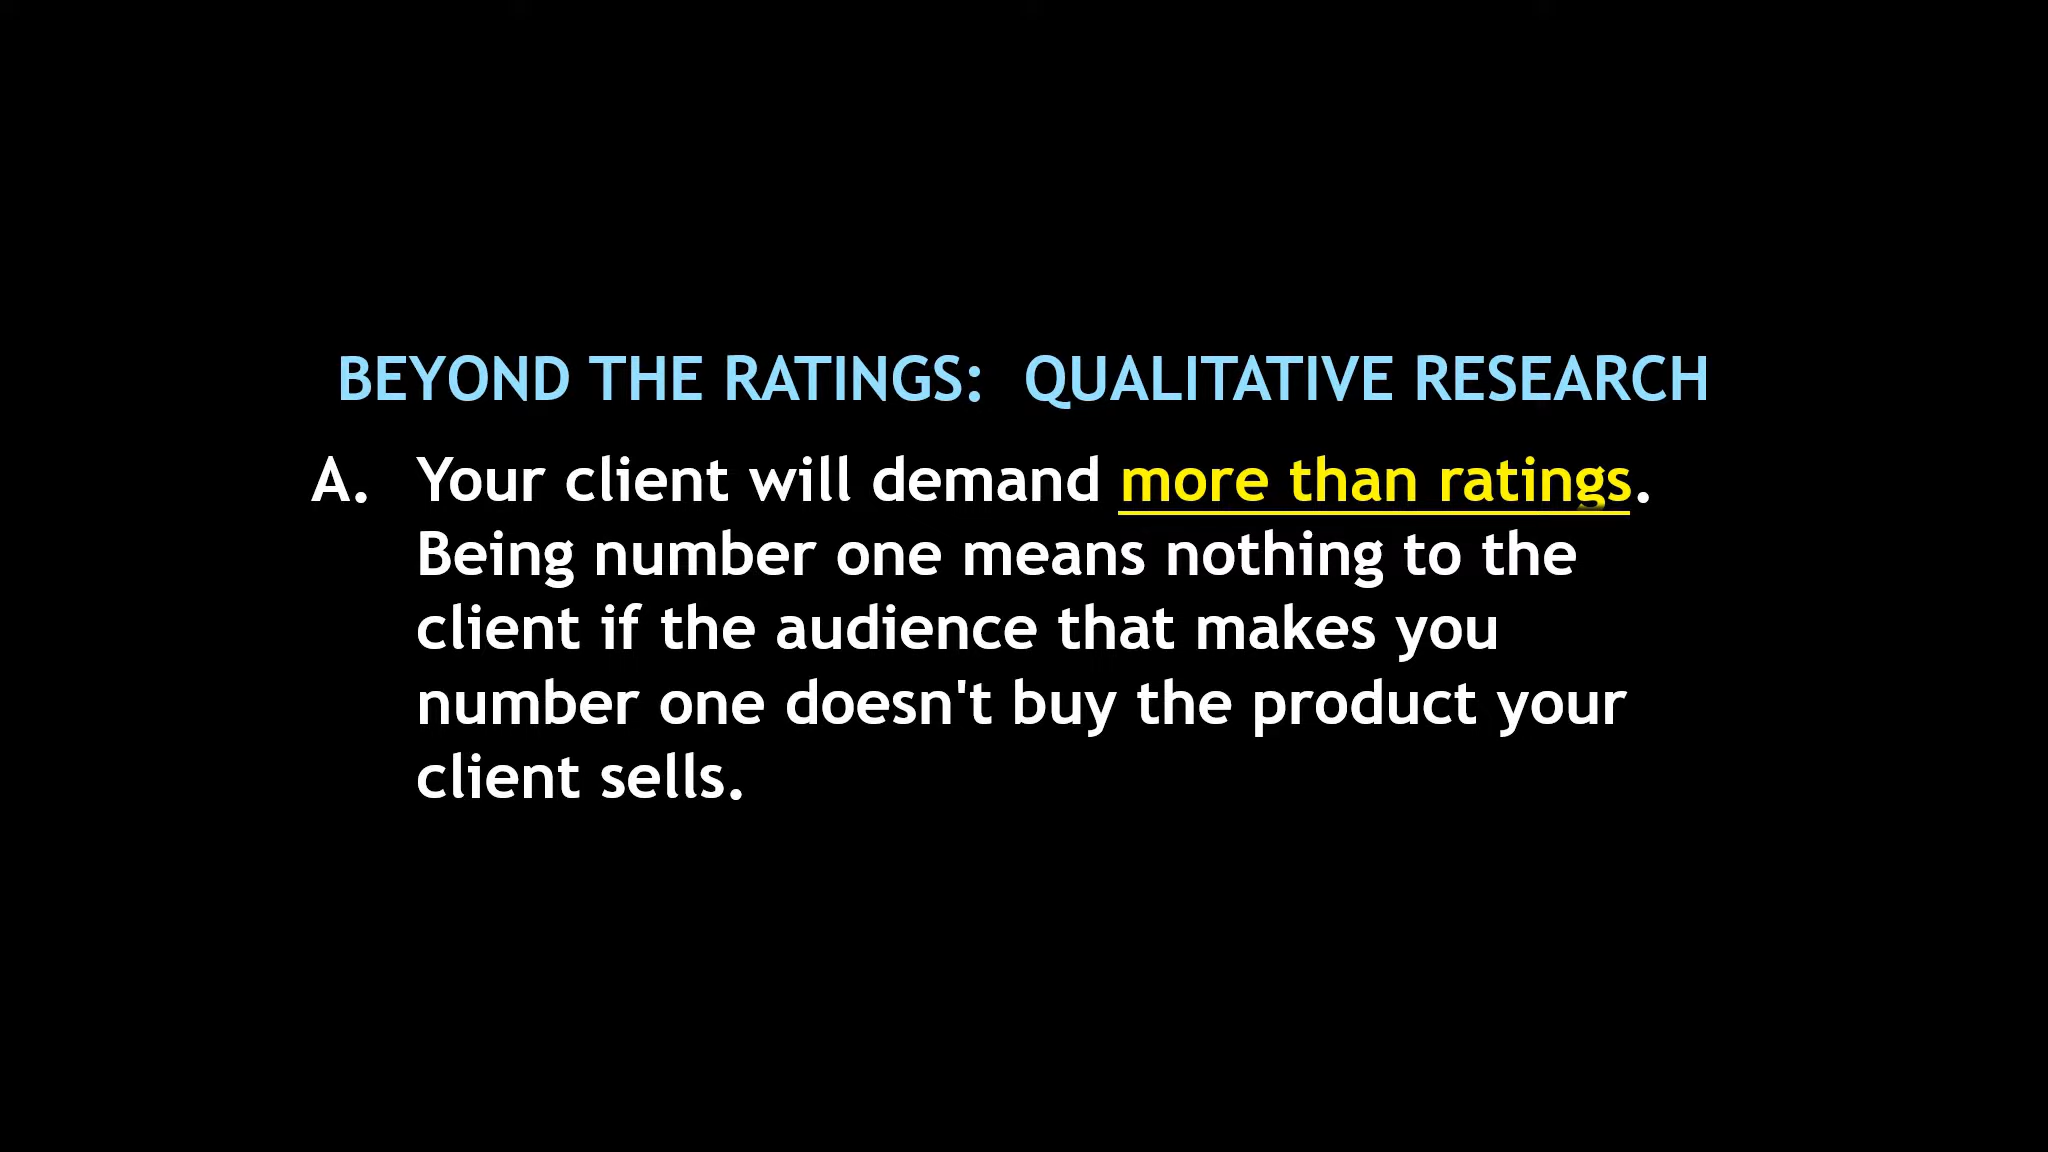 BEYOND THE RATINGS:  QUALITATIVE RESEARCH
A. Your client will demand more than ratings.
Being number one means nothing to the
client if the audience that makes you
number one doesn't buy the product your
client sells.